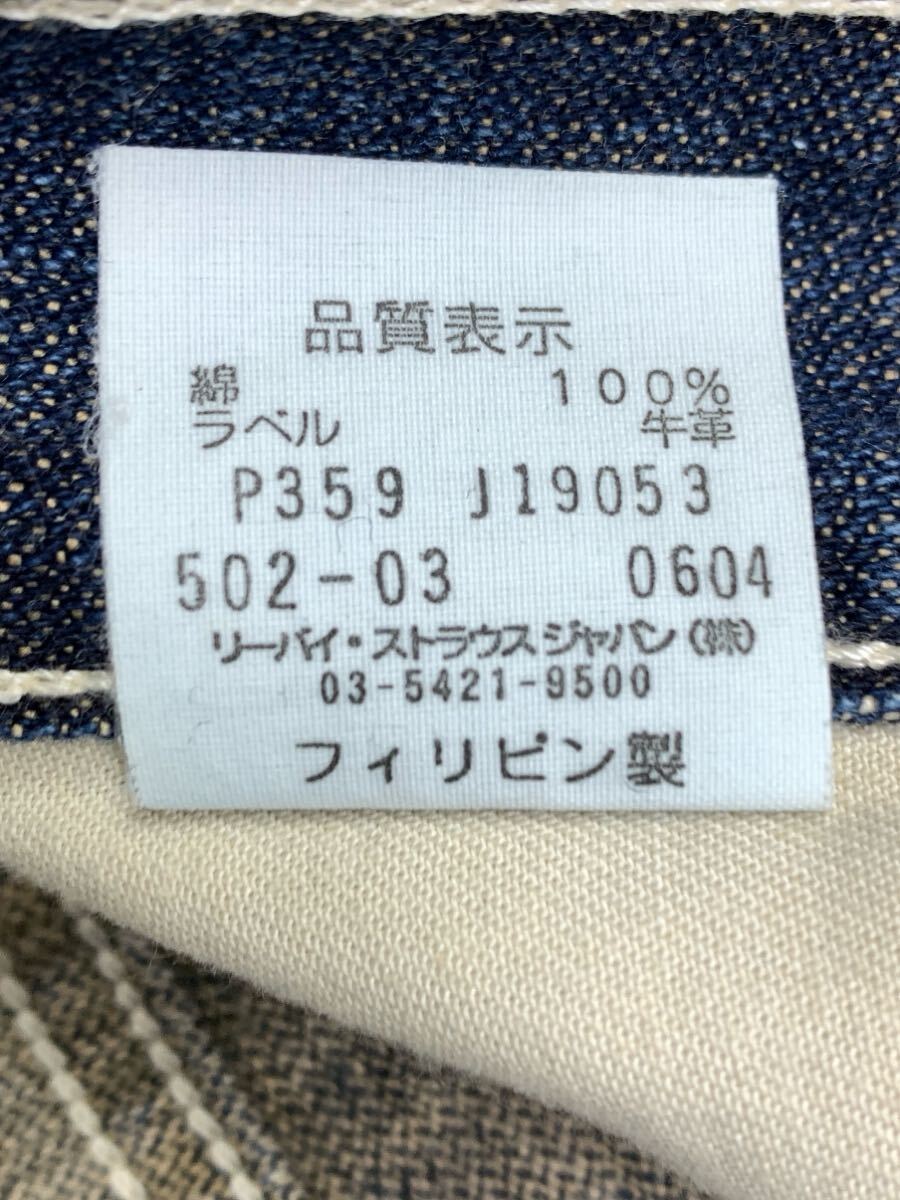 品質表示
綿 100%
ラベル 牛革
P359 J19053
502-03 0604
リーバイ・ストラウスジャパン(株)
03-5421-9500
フィリピン製